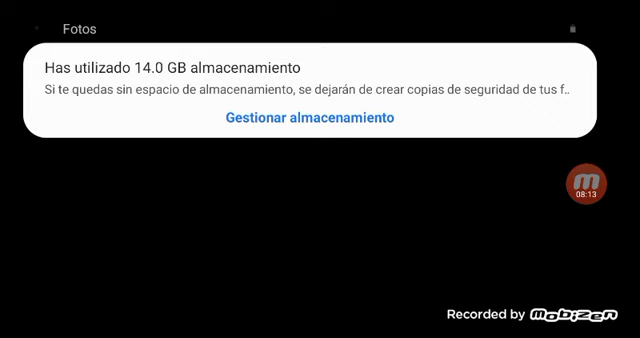 Fotos
Has utilizado 14.0 GB almacenamiento
Si te quedas sin espacio de almacenamiento, se dejarán de crear copias de seguridad de tus f..
Gestionar almacenamiento
08:13
Recorded by Mobizen